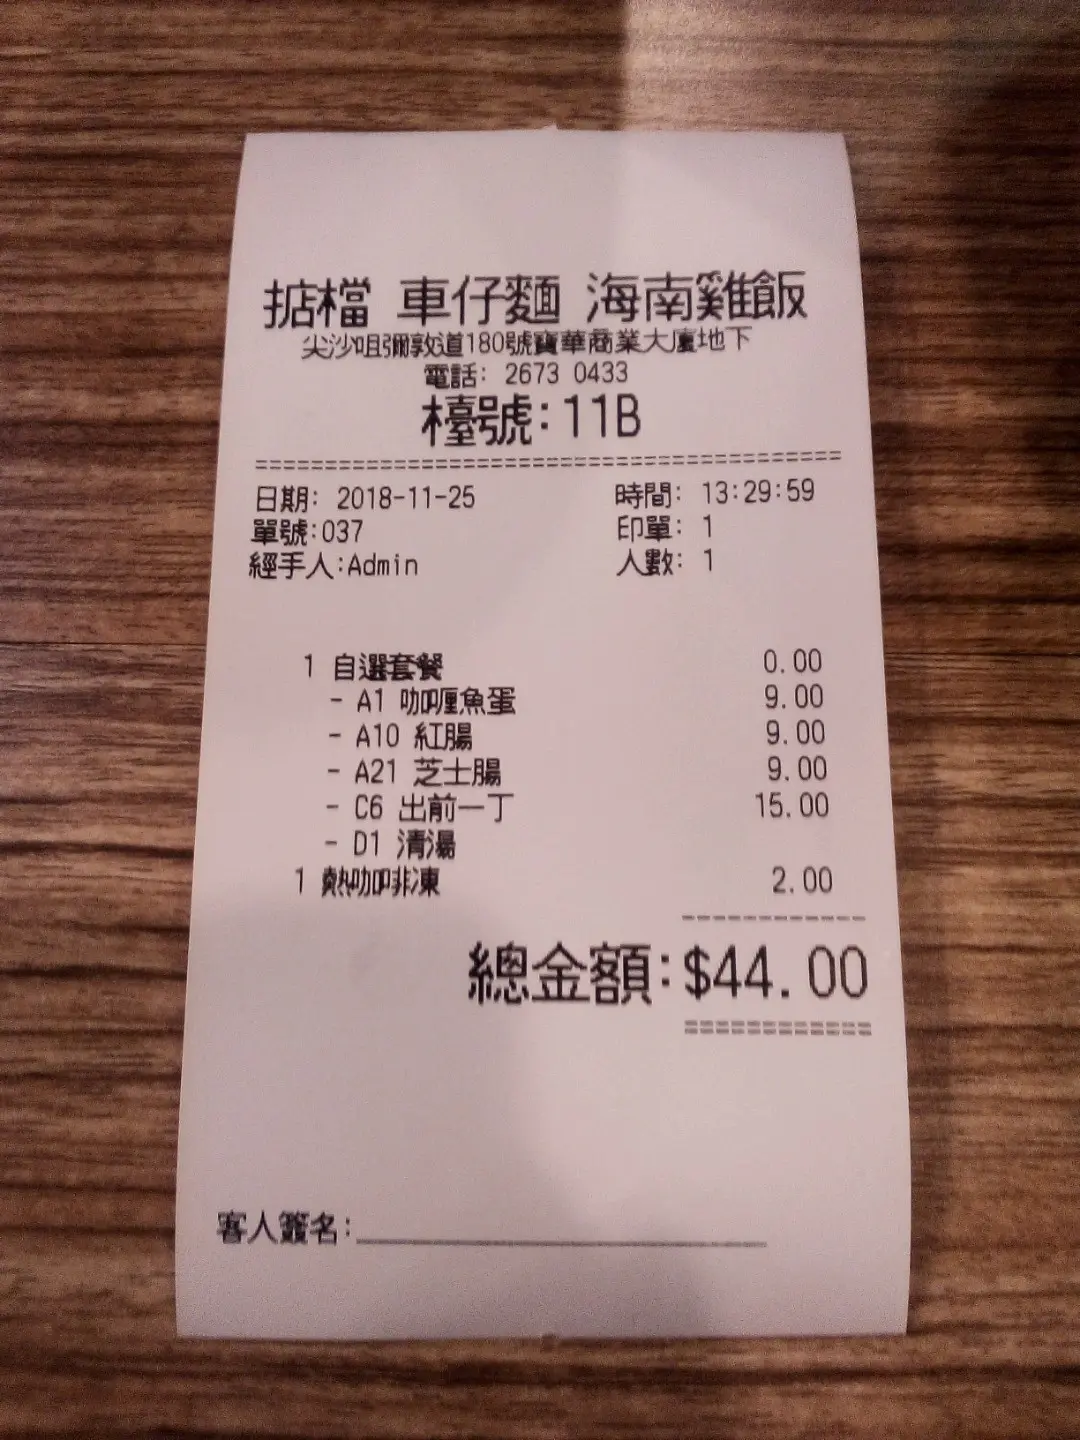 掂檔 車仔麵 海南雞飯
尖沙咀彌敦道180號寶華商業大廈地下
電話: 2673 0433
檯號:11B
========================================
日期: 2018-11-25 時間: 13:29:59
單號:037 印單: 1
經手人:Admin 人數: 1
1 自選套餐 0.00
- A1 咖喱魚蛋 9.00
- A10 紅腸 9.00
- A21 芝士腸 9.00
- C6 出前一丁 15.00
- D1 清湯
1 熱咖啡凍 2.00
------------
總金額:$44.00
============
客人簽名:____________________